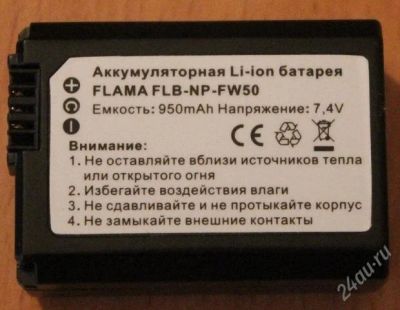 Аккумуляторная Li-ion батарея
FLAMA FLB-NP-FW50
Емкость: 950mAh Напряжение: 7,4V
Внимание:
1. Не оставляйте вблизи источников тепла
или открытого огня
2. Избегайте воздействия влаги
3. Не разбирайте и не протыкайте корпус
4. Не замыкайте внешние контакты
24au.ru